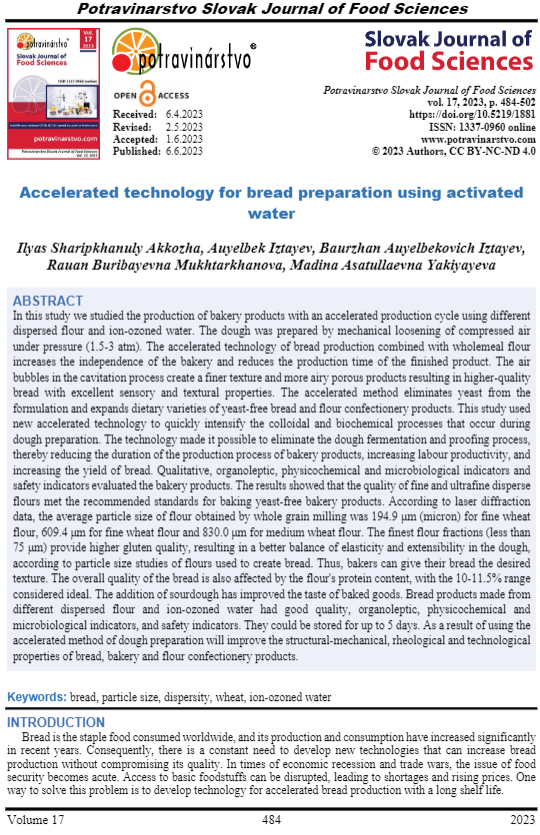 Potravinarstvo Slovak Journal of Food Sciences
Vol.
17
2023
potravinárstvo
Slovak Journal of
Food Sciences
potravinarstvo.com
potravinárstvo®
OPEN ACCESS
Received: 6.4.2023
Revised: 2.5.2023
Accepted: 1.6.2023
Published: 6.6.2023
Slovak Journal of
Food Sciences
Potravinarstvo Slovak Journal of Food Sciences
vol. 17, 2023, p. 484-502
https://doi.org/10.5219/1881
ISSN: 1337-0960 online
www.potravinarstvo.com
© 2023 Authors, CC BY-NC-ND 4.0
Accelerated technology for bread preparation using activated
water
Ilyas Sharipkhanuly Akkozha, Auyelbek Iztayev, Baurzhan Auyelbekovich Iztayev,
Rauan Buribayevna Mukhtarkhanova, Madina Asatullaevna Yakiyayeva
ABSTRACT
In this study we studied the production of bakery products with an accelerated production cycle using different
dispersed flour and ion-ozoned water. The dough was prepared by mechanical loosening of compressed air
under pressure (1.5-3 atm). The accelerated technology of bread production combined with wholemeal flour
increases the independence of the bakery and reduces the production time of the finished product. The air
bubbles in the cavitation process create a finer texture and more airy porous products resulting in higher-quality
bread with excellent sensory and textural properties. The accelerated method eliminates yeast from the
formulation and expands dietary varieties of yeast-free bread and flour confectionery products. This study used
new accelerated technology to quickly intensify the colloidal and biochemical processes that occur during
dough preparation. The technology made it possible to eliminate the dough fermentation and proofing process,
thereby reducing the duration of the production process of bakery products, increasing labour productivity, and
increasing the yield of bread. Qualitative, organoleptic, physicochemical and microbiological indicators and
safety indicators evaluated the bakery products. The results showed that the quality of fine and ultrafine disperse
flours met the recommended standards for baking yeast-free bakery products. According to laser diffraction
data, the average particle size of flour obtained by whole grain milling was 194.9 μm (micron) for fine wheat
flour, 609.4 μm for fine wheat flour and 830.0 μm for medium wheat flour. The finest flour fractions (less than
75 μm) provide higher gluten quality, resulting in a better balance of elasticity and extensibility in the dough,
according to particle size studies of flours used to create bread. Thus, bakers can give their bread the desired
texture. The overall quality of the bread is also affected by the flour's protein content, with the 10-11.5% range
considered ideal. The addition of sourdough has improved the taste of baked goods. Bread products made from
different dispersed flour and ion-ozoned water had good quality, organoleptic, physicochemical and
microbiological indicators, and safety indicators. They could be stored for up to 5 days. As a result of using the
accelerated method of dough preparation will improve the structural-mechanical, rheological and technological
properties of bread, bakery and flour confectionery products.
Keywords: bread, particle size, dispersity, wheat, ion-ozoned water
INTRODUCTION
Bread is the staple food consumed worldwide, and its production and consumption have increased significantly
in recent years. Consequently, there is a constant need to develop new technologies that can increase bread
production without compromising its quality. In times of economic recession and trade wars, the issue of food
security becomes acute. Access to basic foodstuffs can be disrupted, leading to shortages and rising prices. One
way to solve this problem is to develop technology for accelerated bread production with a long shelf life.
Volume 17 484 2023